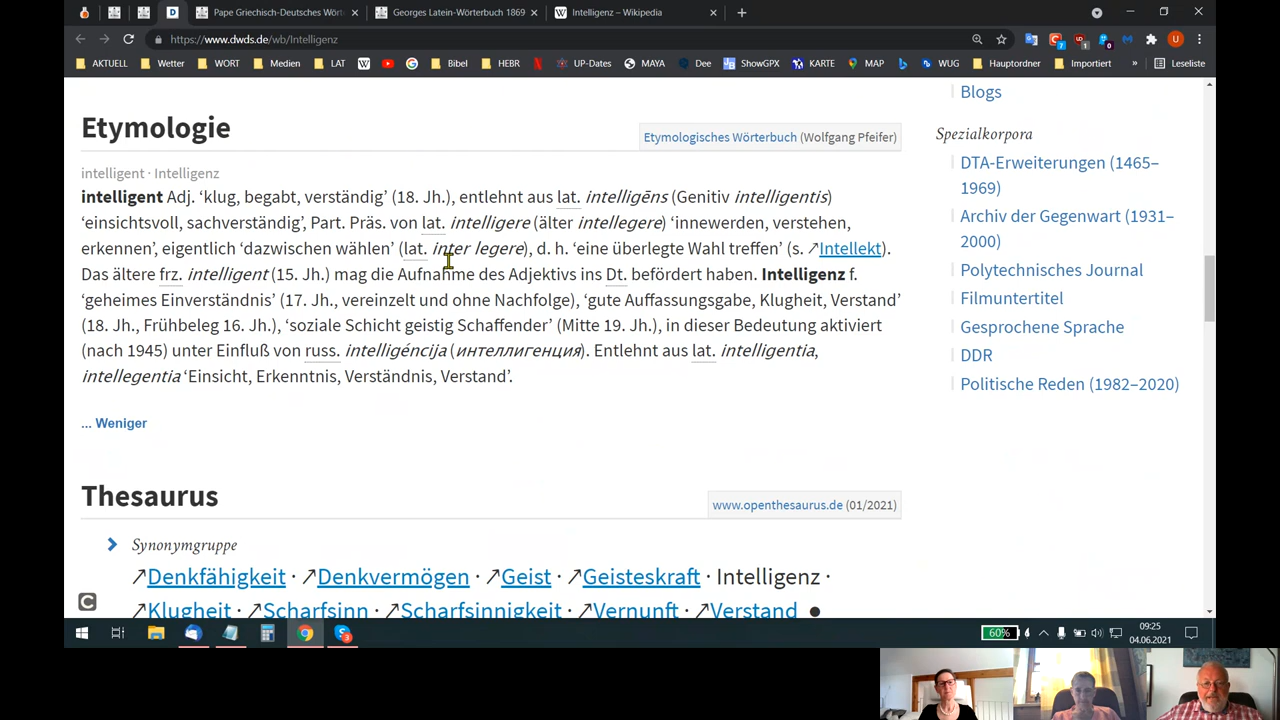 Pape Griechisch-Deutsches Wört
Georges Latein-Wörterbuch 1869
Intelligenz – Wikipedia
https://www.dwds.de/wb/Intelligenz
AKTUELL
Wetter
WORT
Medien
LAT
Bibel
HEBR
UP-Dates
MAYA
Dee
ShowGPX
KARTE
MAP
WUG
Hauptordner
Importiert
»
Leseliste
Blogs
Etymologie
Etymologisches Wörterbuch (Wolfgang Pfeifer)
Spezialkorpora
DTA-Erweiterungen (1465–
1969)
Archiv der Gegenwart (1931–
2000)
Polytechnisches Journal
Filmuntertitel
Gesprochene Sprache
DDR
Politische Reden (1982–2020)
intelligent · Intelligenz
intelligent Adj. ‘klug, begabt, verständig’ (18. Jh.), entlehnt aus lat. intelligēns (Genitiv intelligentis)
‘einsichtsvoll, sachverständig’, Part. Präs. von lat. intelligere (älter intellegere) ‘innewerden, verstehen,
erkennen’, eigentlich ‘dazwischen wählen’ (lat. inter legere), d. h. ‘eine überlegte Wahl treffen’ (s. ↗Intellekt).
Das ältere frz. intelligent (15. Jh.) mag die Aufnahme des Adjektivs ins Dt. befördert haben. Intelligenz f.
‘geheimes Einverständnis’ (17. Jh., vereinzelt und ohne Nachfolge), ‘gute Auffassungsgabe, Klugheit, Verstand’
(18. Jh., Frühbeleg 16. Jh.), ‘soziale Schicht geistig Schaffender’ (Mitte 19. Jh.), in dieser Bedeutung aktiviert
(nach 1945) unter Einfluß von russ. intelligéncija (интеллигенция). Entlehnt aus lat. intelligentia,
intellegentia ‘Einsicht, Erkenntnis, Verständnis, Verstand’.
... Weniger
Thesaurus
www.openthesaurus.de (01/2021)
Synonymgruppe
↗Denkfähigkeit · ↗Denkvermögen · ↗Geist · ↗Geisteskraft · Intelligenz ·
↗Klugheit · ↗Scharfsinn · ↗Scharfsinnigkeit · ↗Vernunft · ↗Verstand ●
60%
09:25
04.06.2021